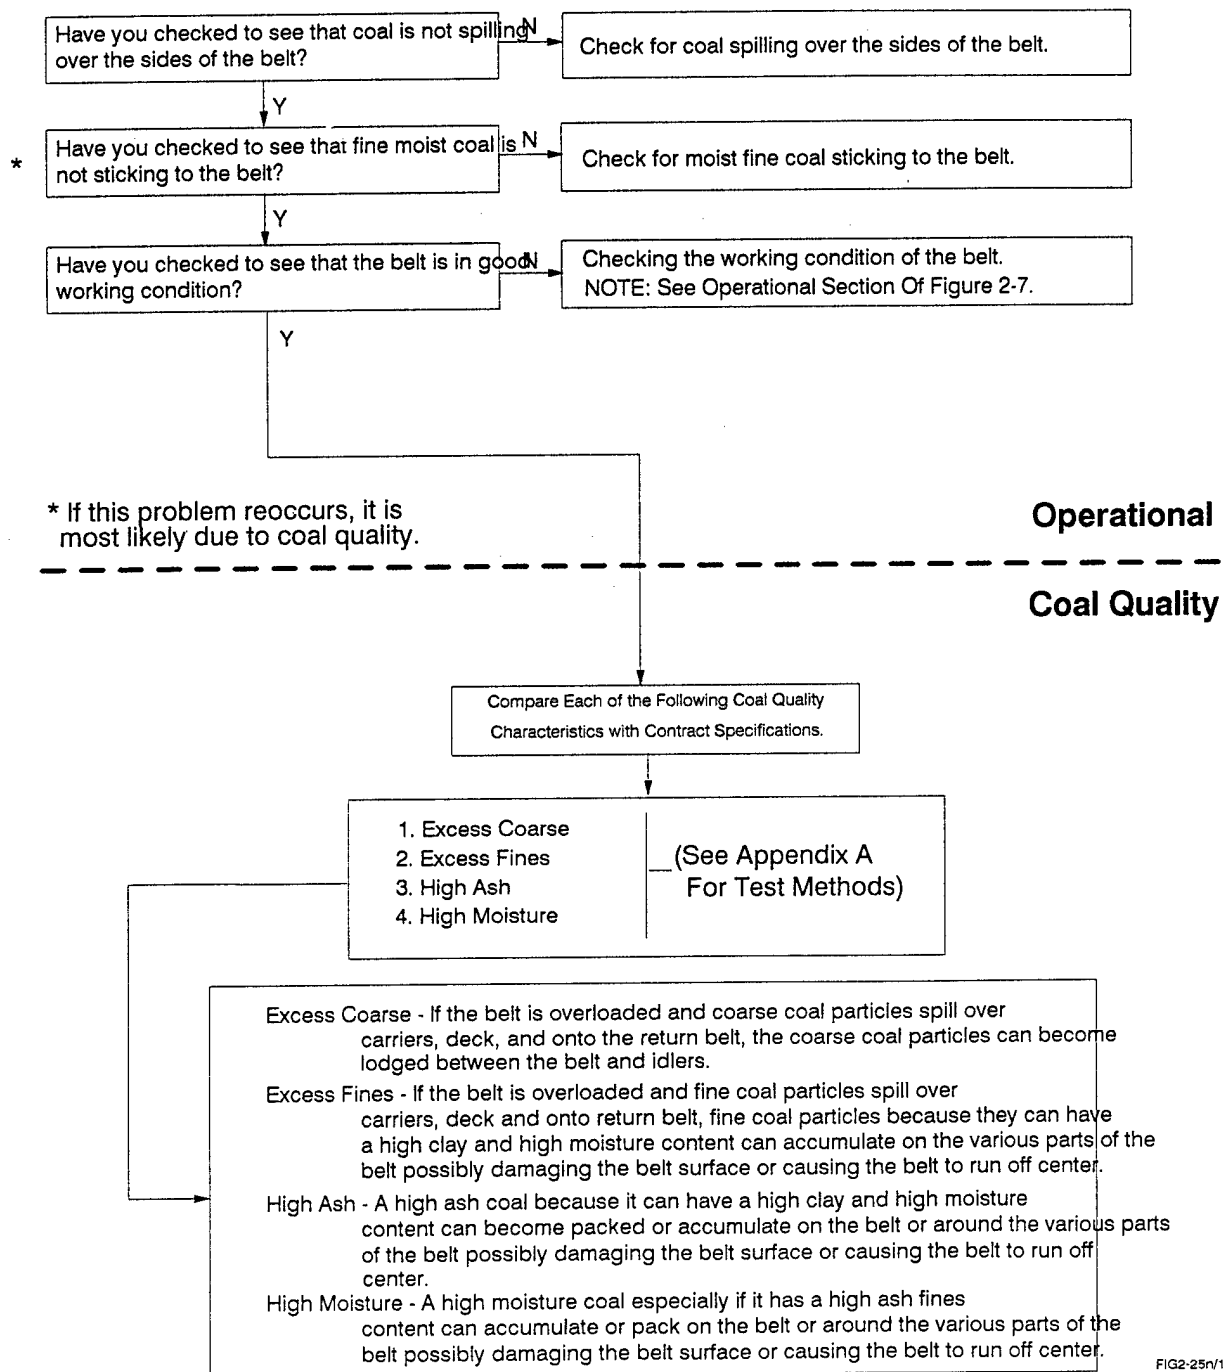 Have you checked to see that coal is not spilling
over the sides of the belt?
N
Check for coal spilling over the sides of the belt.
Y
*
Have you checked to see that fine moist coal is
not sticking to the belt?
N
Check for moist fine coal sticking to the belt.
Y
Have you checked to see that the belt is in good
working condition?
N
Checking the working condition of the belt.
NOTE: See Operational Section Of Figure 2-7.
Y
* If this problem reoccurs, it is
most likely due to coal quality.
Operational
Coal Quality
Compare Each of the Following Coal Quality
Characteristics with Contract Specifications.
1. Excess Coarse
2. Excess Fines
3. High Ash
4. High Moisture
(See Appendix A
For Test Methods)
Excess Coarse - If the belt is overloaded and coarse coal particles spill over
carriers, deck, and onto the return belt, the coarse coal particles can become
lodged between the belt and idlers.
Excess Fines - If the belt is overloaded and fine coal particles spill over
carriers, deck and onto return belt, fine coal particles because they can have
a high clay and high moisture content can accumulate on the various parts of the
belt possibly damaging the belt surface or causing the belt to run off center.
High Ash - A high ash coal because it can have a high clay and high moisture
content can become packed or accumulate on the belt or around the various parts
of the belt possibly damaging the belt surface or causing the belt to run off
center.
High Moisture - A high moisture coal especially if it has a high ash fines
content can accumulate or pack on the belt or around the various parts of the
belt possibly damaging the belt surface or causing the belt to run off center.
FIG2-25n/1